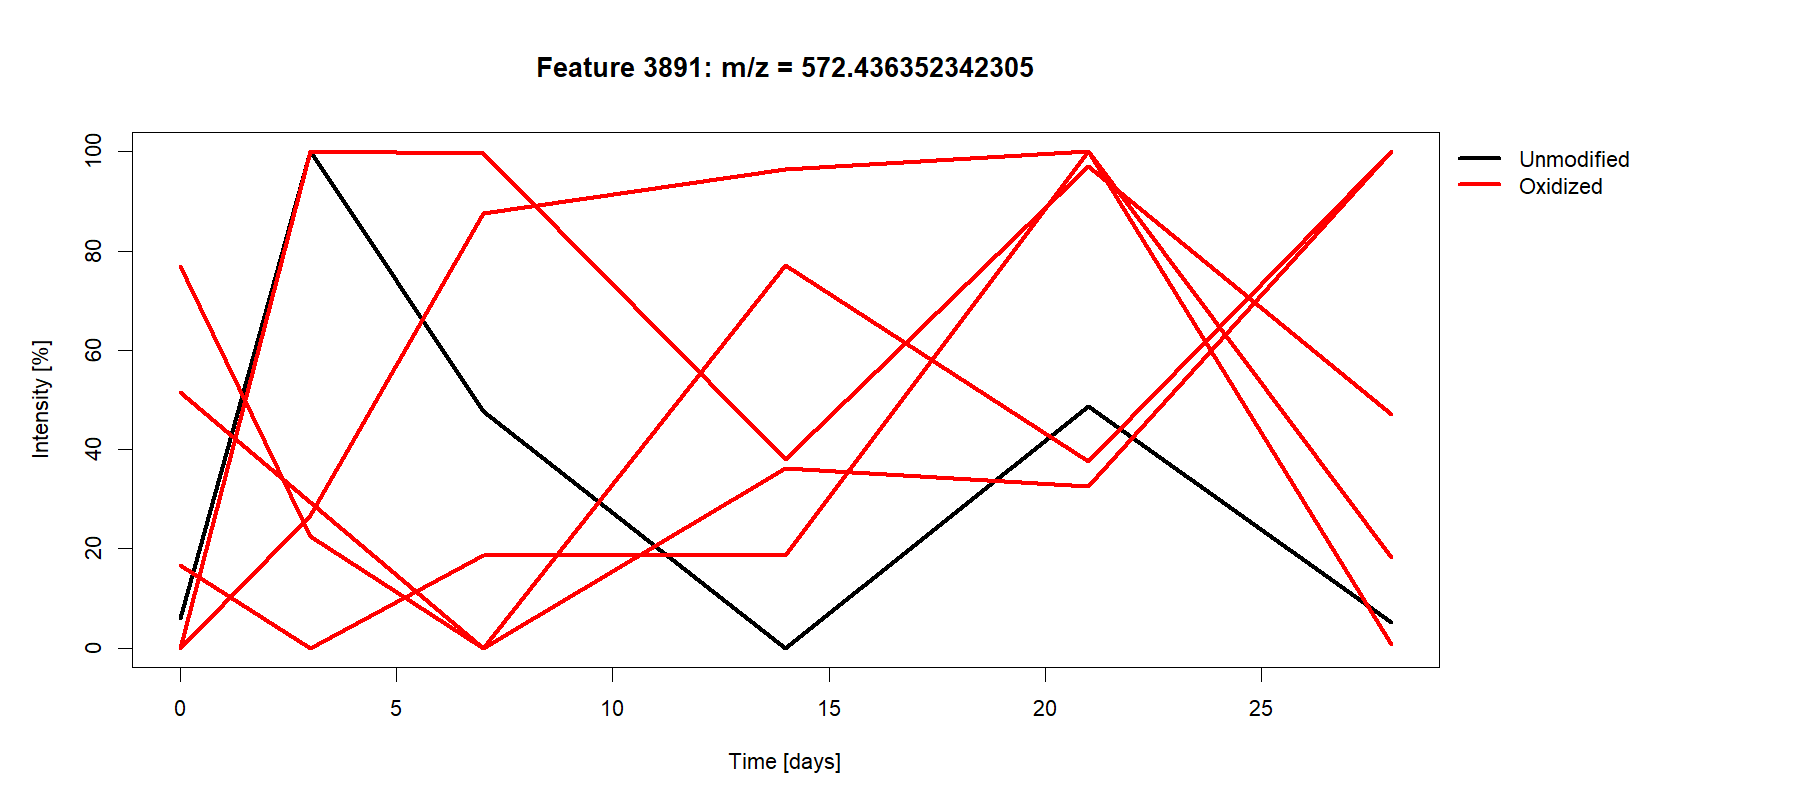 Feature 3891: m/z = 572.436352342305
Unmodified
Oxidized
Intensity [%]
100
80
60
40
20
0
0 5 10 15 20 25
Time [days]